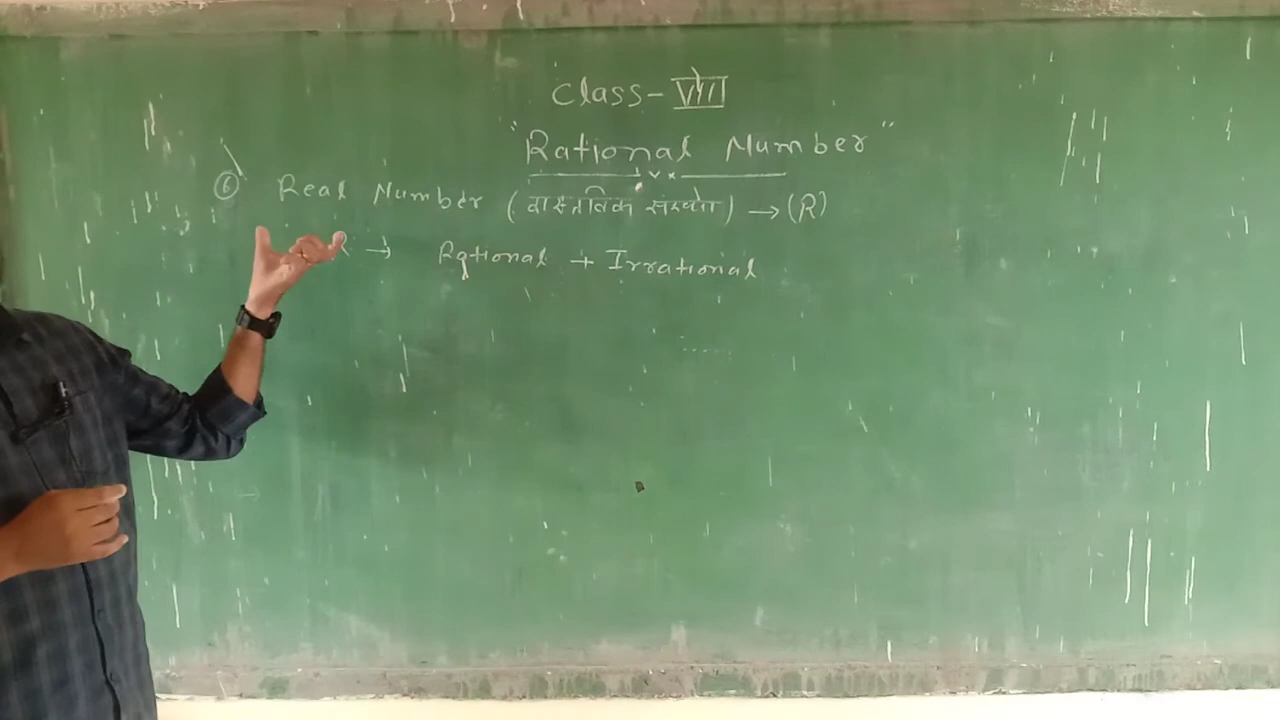 Class - VIII
"Rational Number"
⑥ Real Number (वास्तविक संख्या) → (R)
R → Rational + Irrational